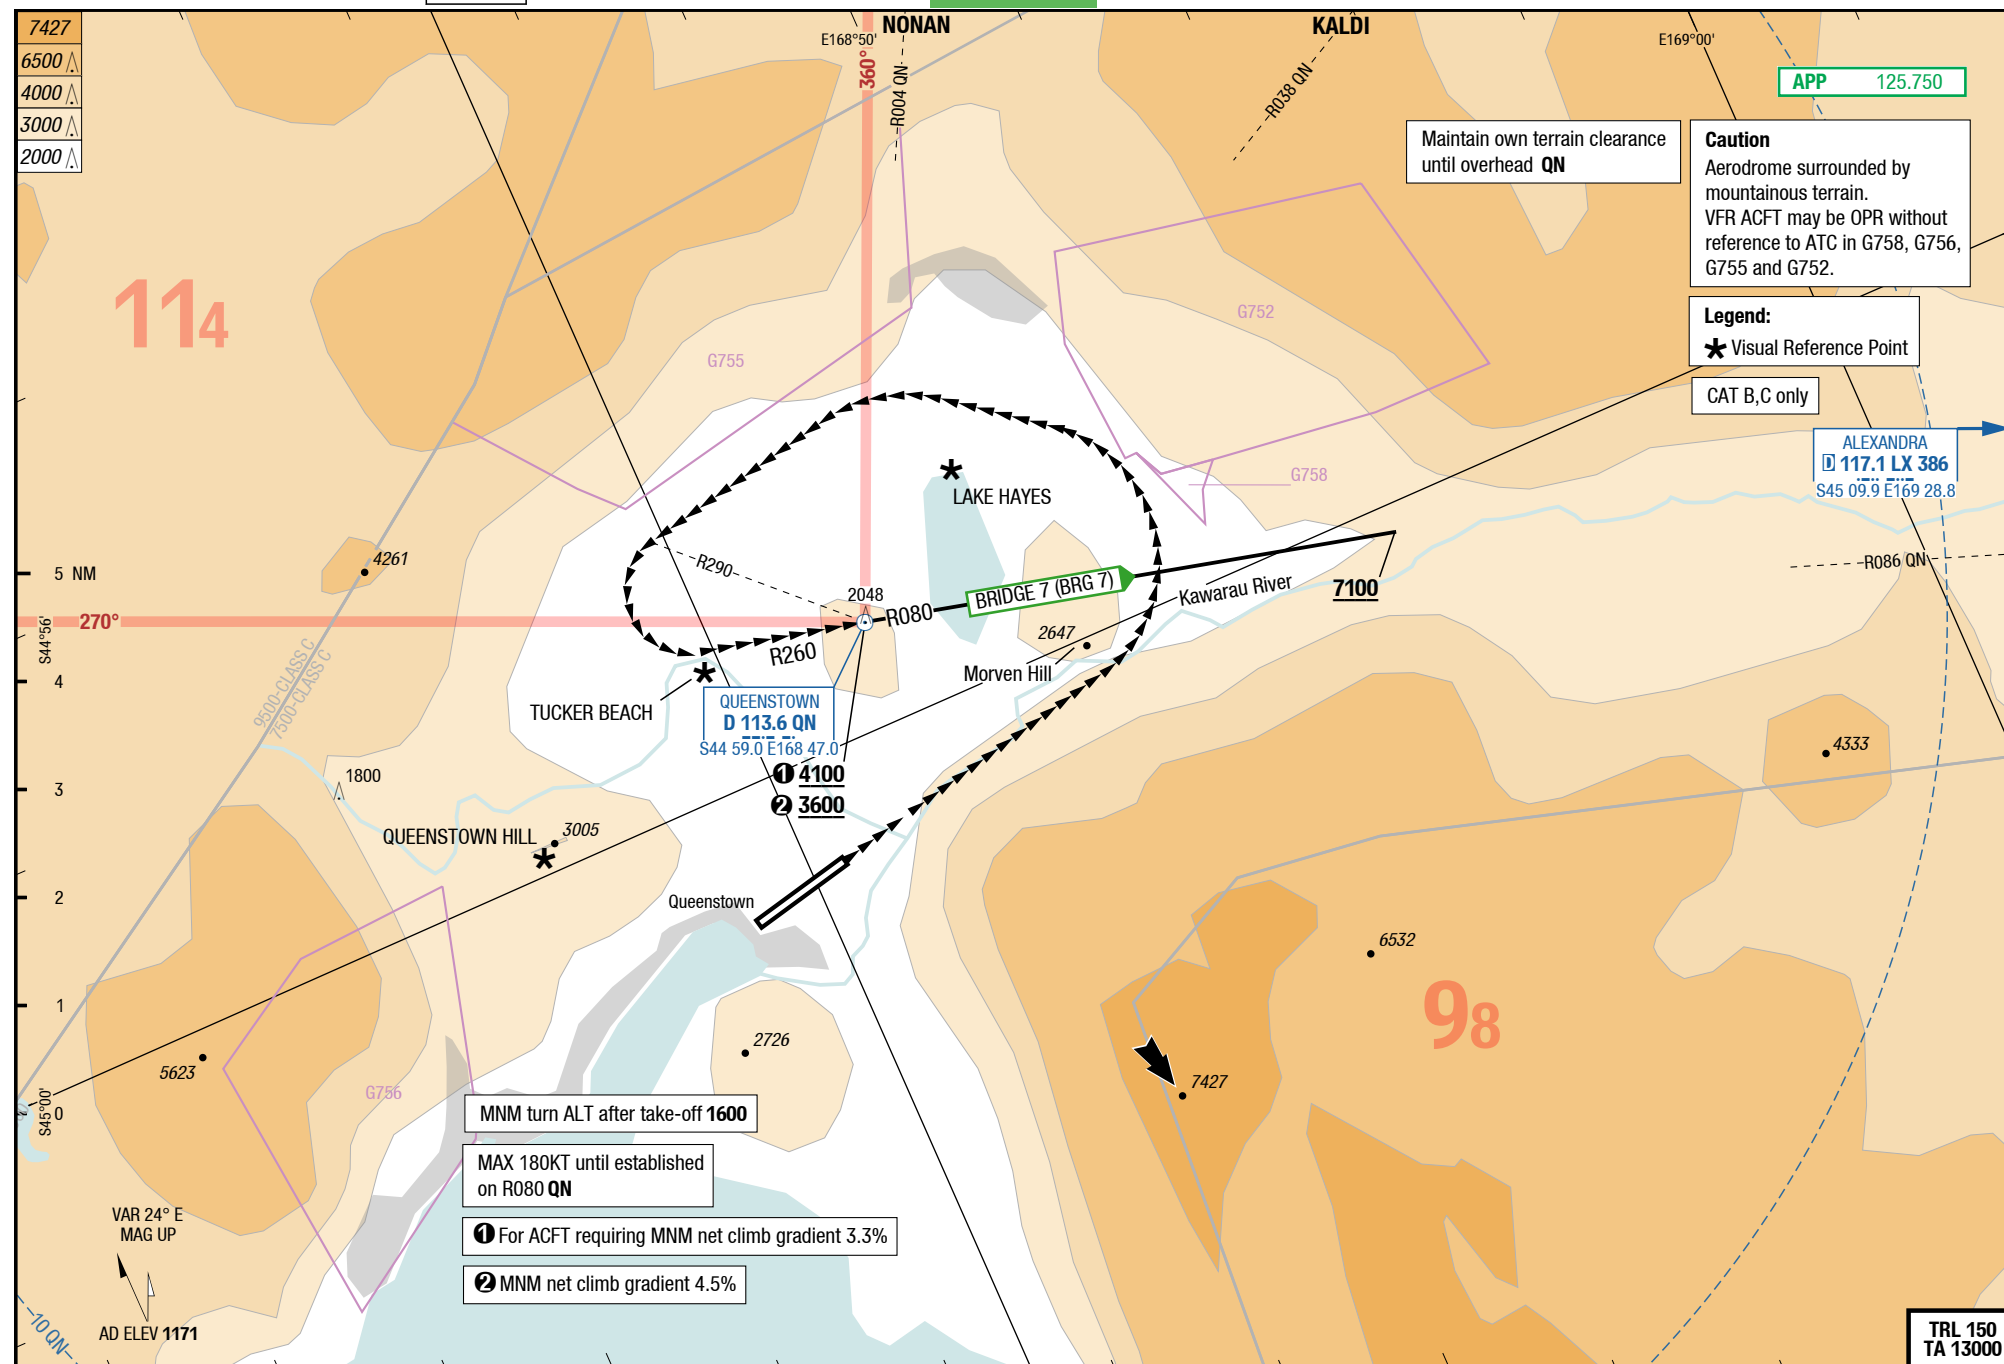 7427
6500
4000
3000
2000
NONAN
KALDI
E168°50'
E169°00'
360°
R004 QN
R038 QN
APP 125.750
Maintain own terrain clearance
until overhead QN
Caution
Aerodrome surrounded by
mountainous terrain.
VFR ACFT may be OPR without
reference to ATC in G758, G756,
G755 and G752.
Legend:
Visual Reference Point
CAT B,C only
114
G755
G752
G758
ALEXANDRA
D 117.1 LX 386
S45 09.9 E169 28.8
LAKE HAYES
4261
5 NM
R290
R086 QN
2048
R080
BRIDGE 7 (BRG 7)
Kawarau River
7100
270°
S44°56'
2647
R260
Morven Hill
9500-CLASS C
7500-CLASS C
4
TUCKER BEACH
QUEENSTOWN
D 113.6 QN
S44 59.0 E168 47.0
4333
1 4100
2 3600
3
1800
QUEENSTOWN HILL
3005
2
Queenstown
6532
98
1
2726
5623
7427
G756
S45°00'
0
MNM turn ALT after take-off 1600
MAX 180KT until established
on R080 QN
1 For ACFT requiring MNM net climb gradient 3.3%
2 MNM net climb gradient 4.5%
VAR 24° E
MAG UP
AD ELEV 1171
10 QN
TRL 150
TA 13000